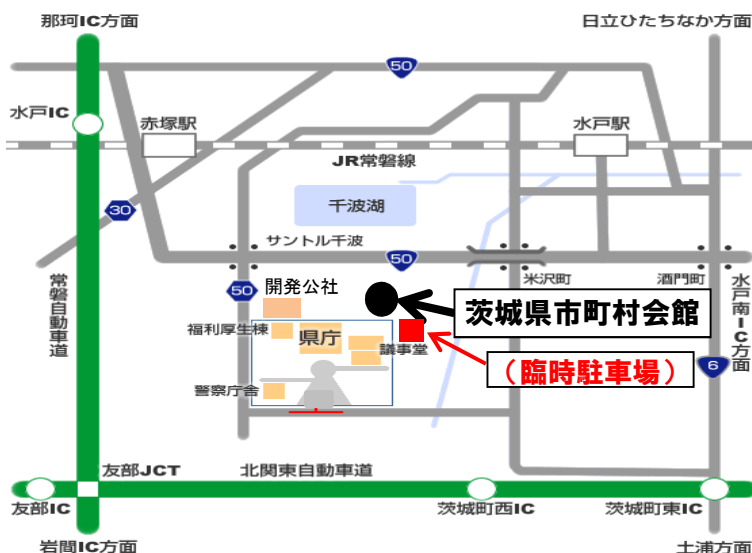 那珂IC方面
日立ひたちなか方面
50
水戸IC
赤塚駅
水戸駅
JR常磐線
30
千波湖
サントル千波
50
米沢町
酒門町
常磐自動車道
水戸南IC方面
50
開発公社
茨城県市町村会館
福利厚生棟
県庁
議事堂
（臨時駐車場）
6
警察庁舎
友部JCT
北関東自動車道
友部IC
茨城町西IC
茨城町東IC
岩間IC方面
土浦方面